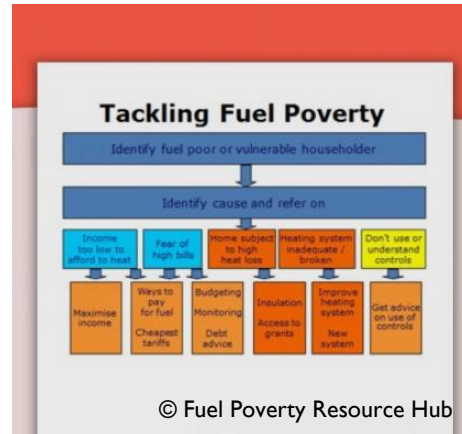 Tackling Fuel Poverty
Identify fuel poor or vulnerable householder
Identify cause and refer on
Income
too low to
afford to heat
Fear of
high bills
Home subject
to high
heat loss
Heating system
inadequate /
broken
Don't use or
understand
controls
Maximise
income
Ways to
pay
for fuel
Cheapest
tariffs
Budgeting
Monitoring
Debt
advice
Insulation
Access to
grants
Improve
heating
system
New
system
Get advice
on use of
controls
© Fuel Poverty Resource Hub